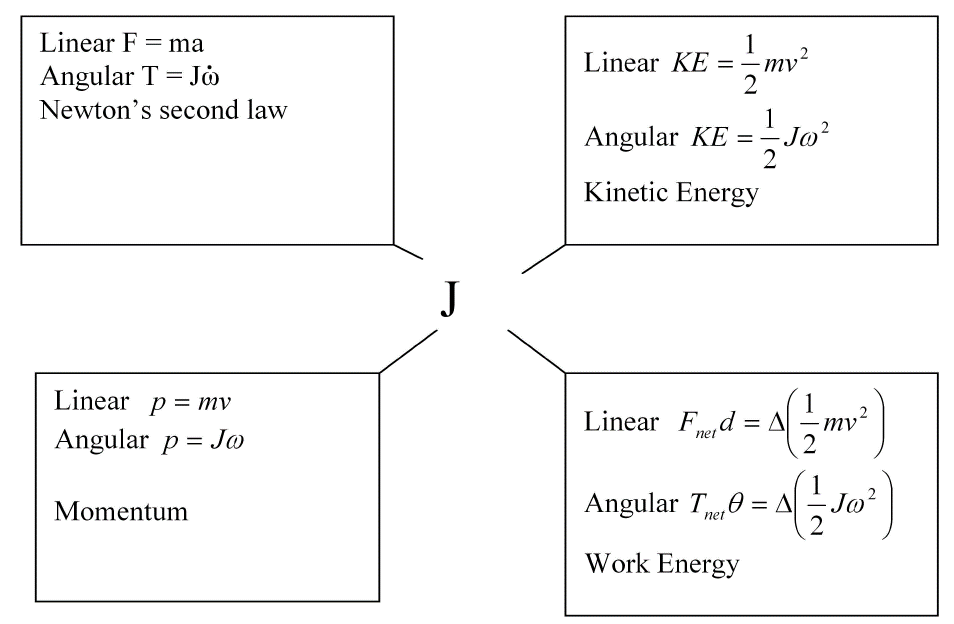 Linear F = ma
Angular T = Jω̇
Newton's second law
Linear KE = 1/2 mv²
Angular KE = 1/2 Jω²
Kinetic Energy
J
Linear p = mv
Angular p = Jω
Momentum
Linear F_net d = Δ(1/2 mv²)
Angular T_net θ = Δ(1/2 Jω²)
Work Energy